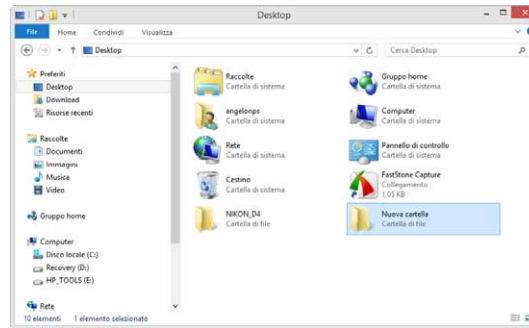 Desktop
File Home Condividi Visualizza
Desktop
Cerca Desktop
Preferiti
Desktop
Download
Risorse recenti
Raccolte
Documenti
Immagini
Musica
Video
Gruppo home
Computer
Disco locale (C:)
Recovery (D:)
HP_TOOLS (E:)
Rete
Raccolte
Cartella di sistema
Gruppo home
Cartella di sistema
angelonps
Cartella di sistema
Computer
Cartella di sistema
Rete
Cartella di sistema
Pannello di controllo
Cartella di sistema
Cestino
Cartella di sistema
FastStone Capture
Collegamento
1,05 KB
NIKON_D4
Cartella di file
Nuova cartella
Cartella di file
10 elementi 1 elemento selezionato